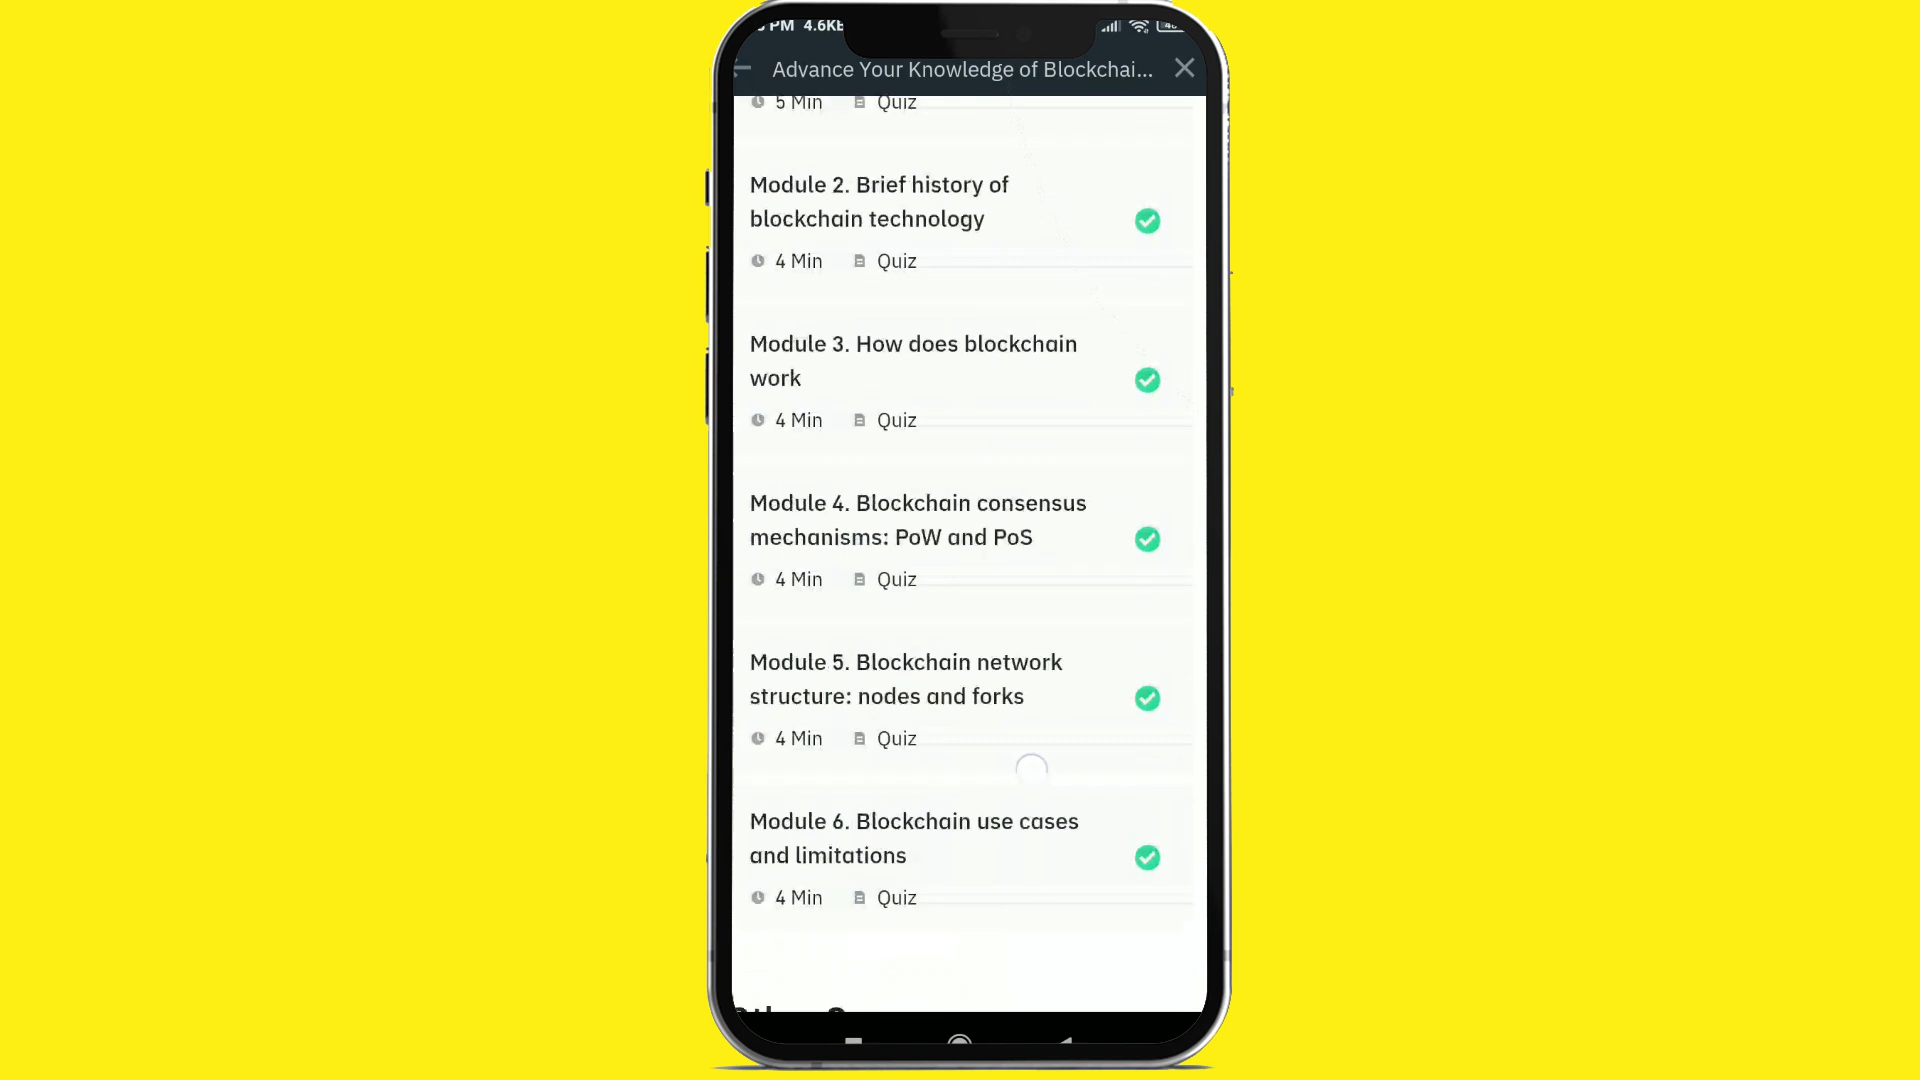 PM 4.6KB
Advance Your Knowledge of Blockchai...
5 Min Quiz
Module 2. Brief history of
blockchain technology
4 Min Quiz
Module 3. How does blockchain
work
4 Min Quiz
Module 4. Blockchain consensus
mechanisms: PoW and PoS
4 Min Quiz
Module 5. Blockchain network
structure: nodes and forks
4 Min Quiz
Module 6. Blockchain use cases
and limitations
4 Min Quiz